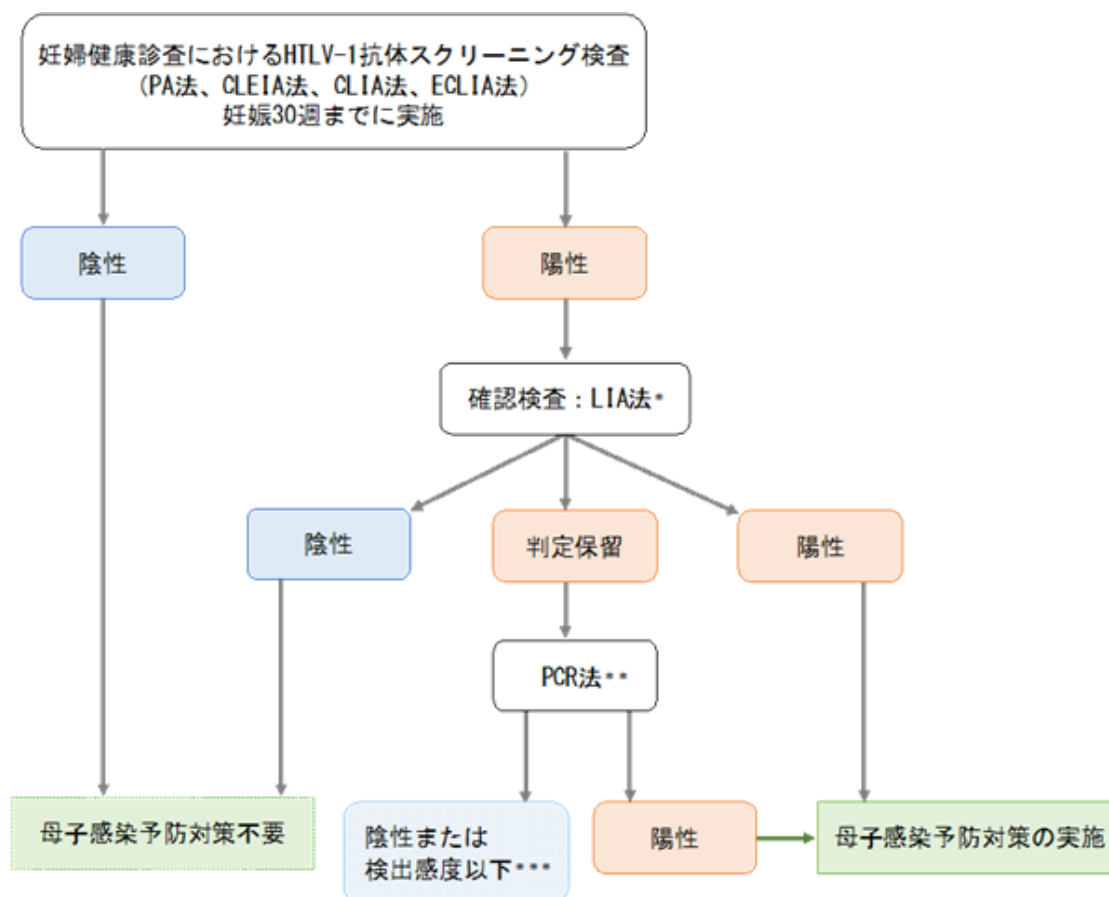 妊婦健康診査におけるHTLV-1抗体スクリーニング検査
(PA法、CLEIA法、CLIA法、ECLIA法)
妊娠30週までに実施
陰性
陽性
確認検査:LIA法*
陰性
判定保留
陽性
PCR法**
母子感染予防対策不要
陰性または
検出感度以下***
陽性
母子感染予防対策の実施